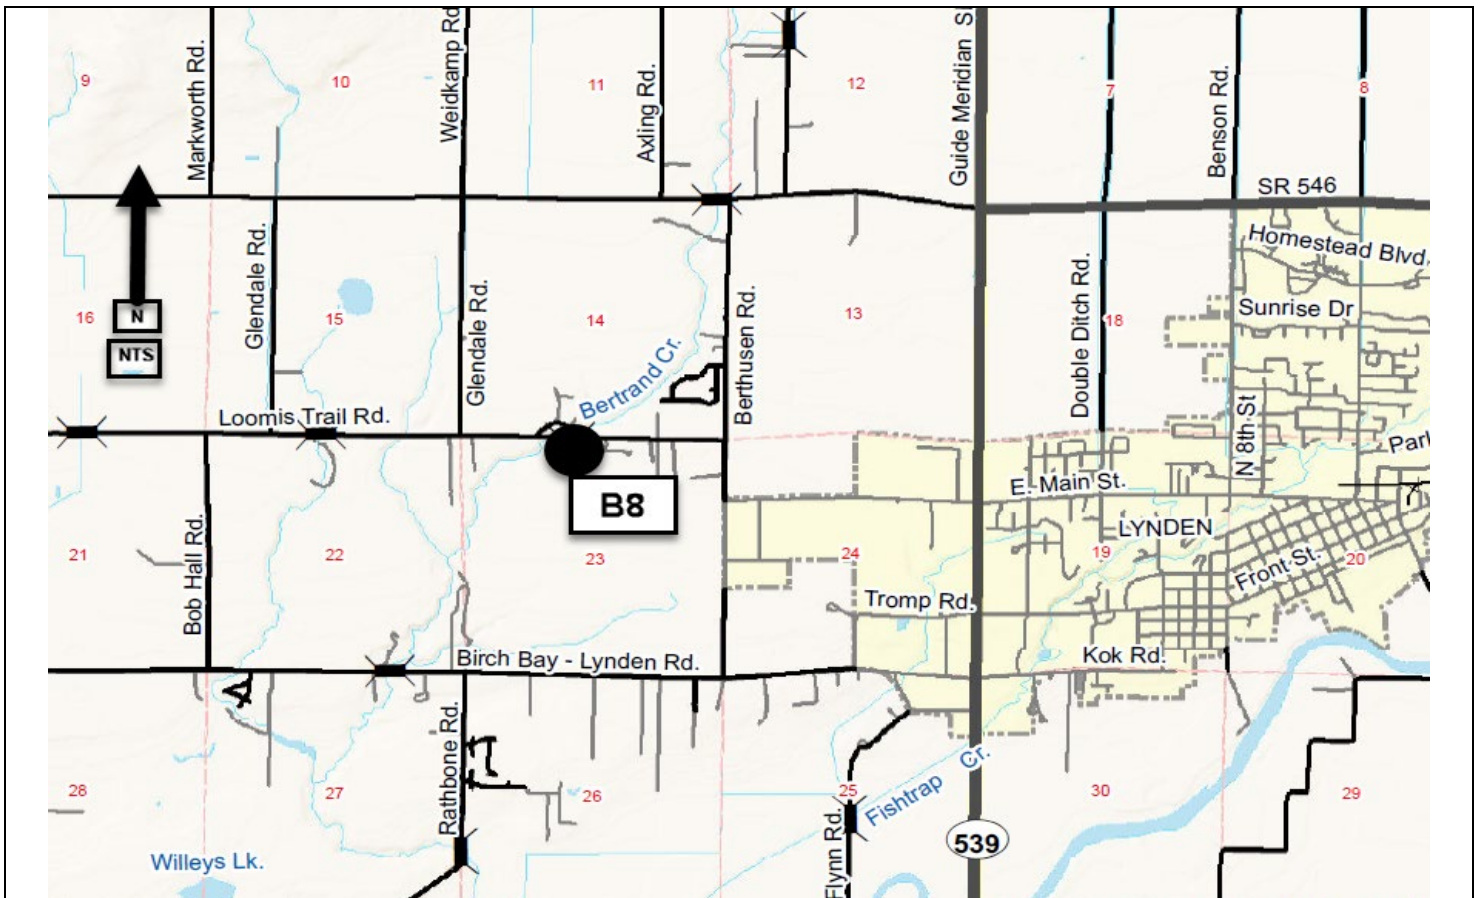 Markworth Rd.
Weidkamp Rd
Axling Rd.
Guide Meridian S
Benson Rd.
9
10
11
12
7
8
SR 546
Homestead Blvd.
Sunrise Dr
Glendale Rd.
Glendale Rd.
Berthusen Rd.
Double Ditch Rd.
N
NTS
16
15
14
13
18
Bertrand Cr.
Loomis Trail Rd.
N 8th St
Park
B8
E. Main St.
LYNDEN
Bob Hall Rd.
21
22
23
24
19
20
Front St.
Tromp Rd.
Birch Bay - Lynden Rd.
Kok Rd.
Rathbone Rd.
28
27
26
25
30
29
Fishtrap Cr.
Flynn Rd.
539
Willeys Lk.